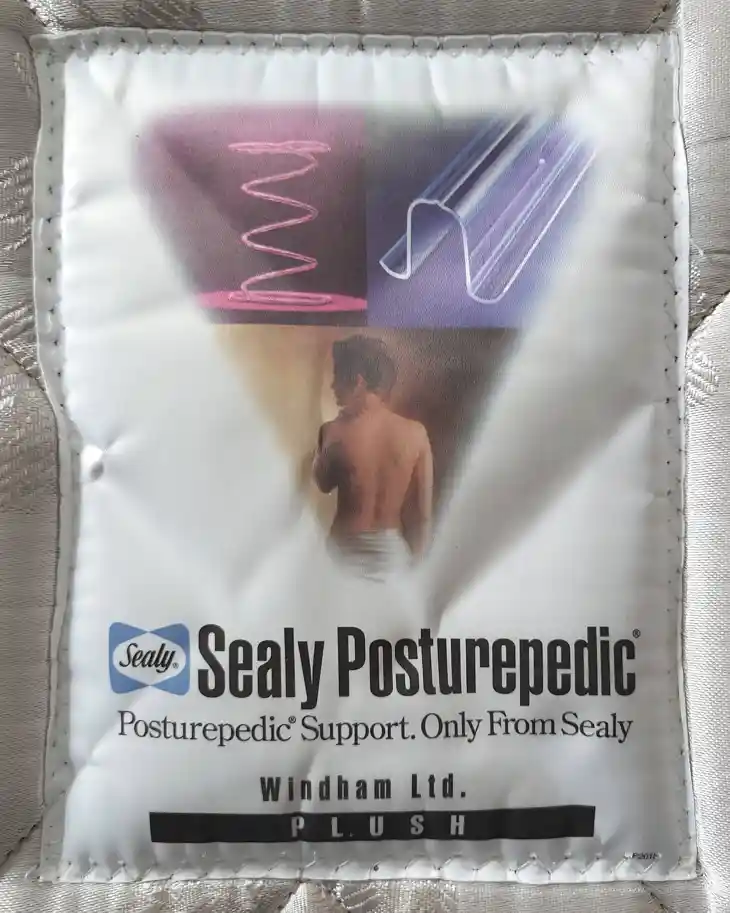 Sealy®
Sealy Posturepedic®
Posturepedic® Support. Only From Sealy
Windham Ltd.
PLUSH